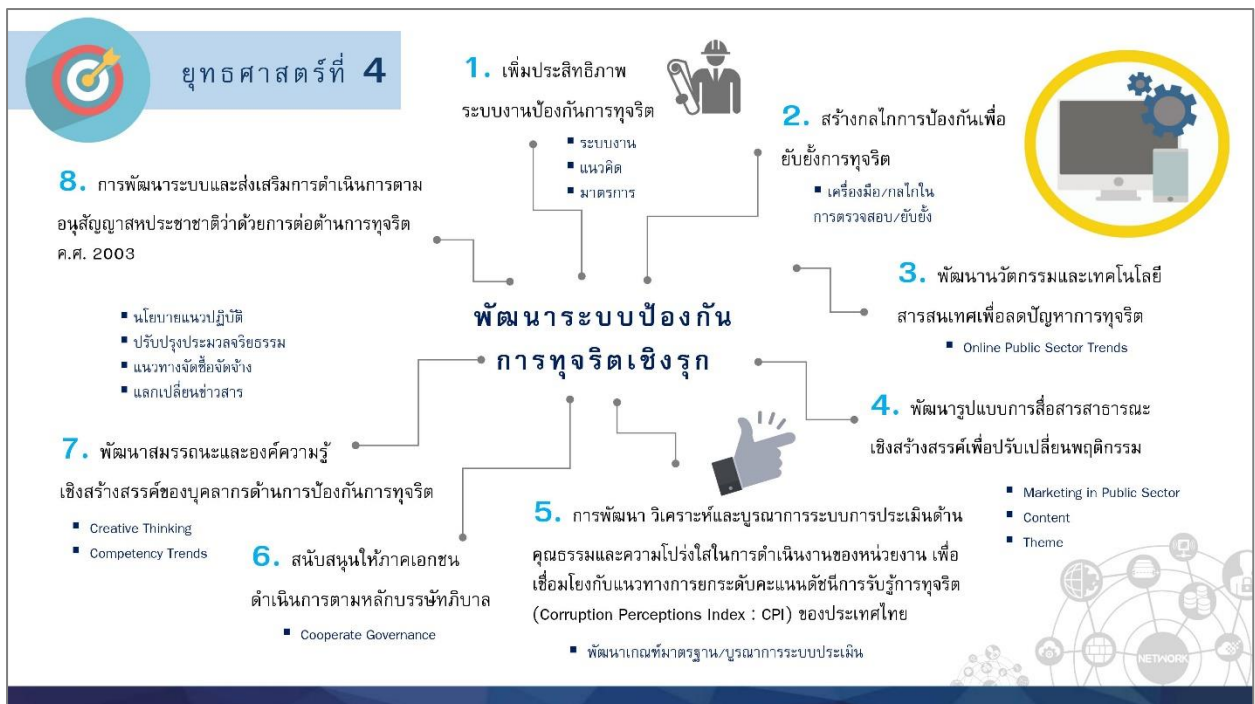 ยุทธศาสตร์ที่ 4
1. เพิ่มประสิทธิภาพ
ระบบงานป้องกันการทุจริต
▪ ระบบงาน
▪ แนวคิด
▪ มาตรการ
2. สร้างกลไกการป้องกันเพื่อ
ยับยั้งการทุจริต
▪ เครื่องมือ/กลไกใน
การตรวจสอบ/ยับยั้ง
3. พัฒนานวัตกรรมและเทคโนโลยี
สารสนเทศเพื่อลดปัญหาการทุจริต
▪ Online Public Sector Trends
พัฒนาระบบป้องกัน
การทุจริตเชิงรุก
4. พัฒนารูปแบบการสื่อสารสาธารณะ
เชิงสร้างสรรค์เพื่อปรับเปลี่ยนพฤติกรรม
▪ Marketing in Public Sector
▪ Content
▪ Theme
5. การพัฒนา วิเคราะห์และบูรณาการระบบการประเมินด้าน
คุณธรรมและความโปร่งใสในการดำเนินงานของหน่วยงาน เพื่อ
เชื่อมโยงกับแนวทางการยกระดับคะแนนดัชนีการรับรู้การทุจริต
(Corruption Perceptions Index : CPI) ของประเทศไทย
▪ พัฒนาเกณฑ์มาตรฐาน/บูรณาการระบบประเมิน
6. สนับสนุนให้ภาคเอกชน
ดำเนินการตามหลักบรรษัทภิบาล
▪ Cooperate Governance
7. พัฒนาสมรรถนะและองค์ความรู้
เชิงสร้างสรรค์ของบุคลากรด้านการป้องกันการทุจริต
▪ Creative Thinking
▪ Competency Trends
8. การพัฒนาระบบและส่งเสริมการดำเนินการตาม
อนุสัญญาสหประชาชาติว่าด้วยการต่อต้านการทุจริต
ค.ศ. 2003
▪ นโยบายแนวปฏิบัติ
▪ ปรับปรุงประมวลจริยธรรม
▪ แนวทางจัดซื้อจัดจ้าง
▪ แลกเปลี่ยนข่าวสาร
NETWORK